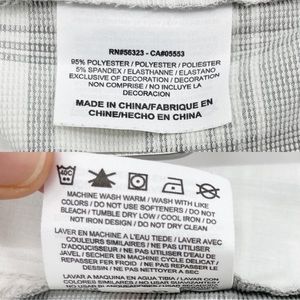 RN#56323 - CA#05553
95% POLYESTER / POLYESTER / POLIESTER
5% SPANDEX / ELASTHANNE / ELASTANO
EXCLUSIVE OF DECORATION / DECORATION
NON COMPRISE / NO INCLUYE LA
DECORACION
MADE IN CHINA/FABRIQUE EN
CHINE/HECHO EN CHINA
40C
MACHINE WASH WARM / WASH WITH LIKE
COLORS / DO NOT USE SOFTENERS / DO NOT
BLEACH / TUMBLE DRY LOW / COOL IRON /
DO NOT IRON DESIGN / DO NOT DRY CLEAN
LAVER EN MACHINE A L'EAU TIEDE / LAVER AVEC
COULEURS SIMILAIRES / NE PAS UTILISER
D'ADOUCISSEUR / NE PAS UTILISER D'EAU DE
JAVEL / SECHER EN MACHINE CYCLE DELICAT /
REPASSER A FER FROID / NE PAS REPASSER LE
DESSIN / NE PAS NETTOYER A SEC
LAVAR A MAQUINA EN AGUA TIBIA / LAVAR CON